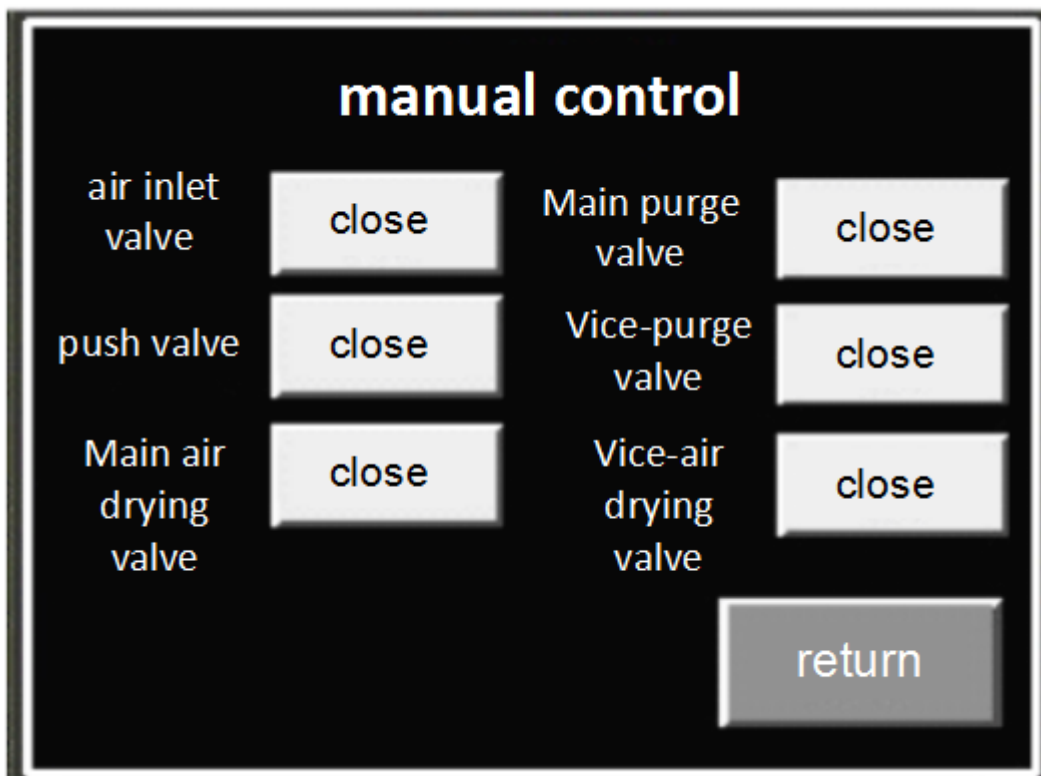 manual control
air inlet
valve
close
Main purge
valve
close
push valve
close
Vice-purge
valve
close
Main air
drying
valve
close
Vice-air
drying
valve
close
return